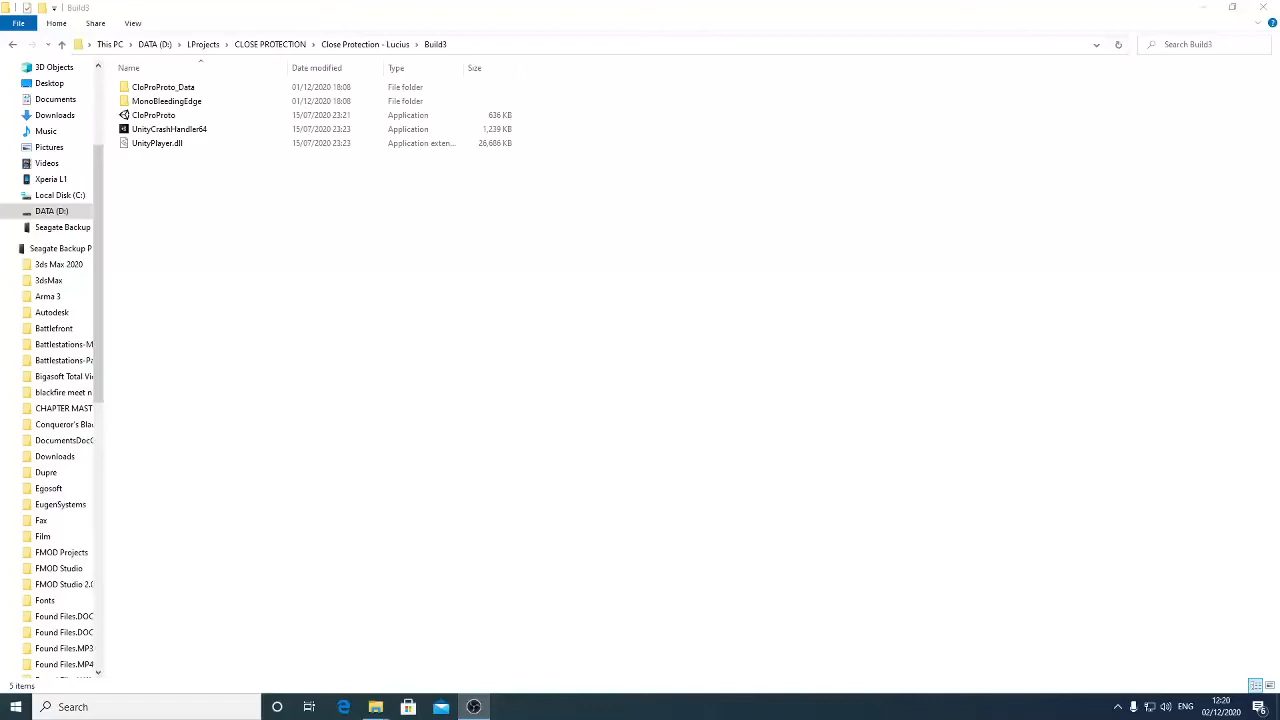 Build3
File Home Share View
This PC DATA (D:) LProjects CLOSE PROTECTION Close Protection - Lucius Build3
Search Build3
Name Date modified Type Size
CloProProto_Data 01/12/2020 18:08 File folder
MonoBleedingEdge 01/12/2020 18:08 File folder
CloProProto 15/07/2020 23:21 Application 636 KB
UnityCrashHandler64 15/07/2020 23:23 Application 1,239 KB
UnityPlayer.dll 15/07/2020 23:23 Application exten... 26,686 KB
3D Objects
Desktop
Documents
Downloads
Music
Pictures
Videos
Xperia L1
Local Disk (C:)
DATA (D:)
Seagate Backup
Seagate Backup P
3ds Max 2020
3dsMax
Arma 3
Autodesk
Battlefront
Battlestations-M
Battlestations-Pa
Bigasoft Total Vi
blackfire meet n
CHAPTER MAST
Conqueror's Bla
DocumentsDoc
Downloads
Dupre
Egosoft
EugenSystems
Fax
Film
FMOD Projects
FMOD Studio
FMOD Studio 2.0
Fonts
Found Files.DOC
Found Files.DOC
Found Files.MP3
Found Files.MP4
5 items
Search
ENG
12:20
02/12/2020